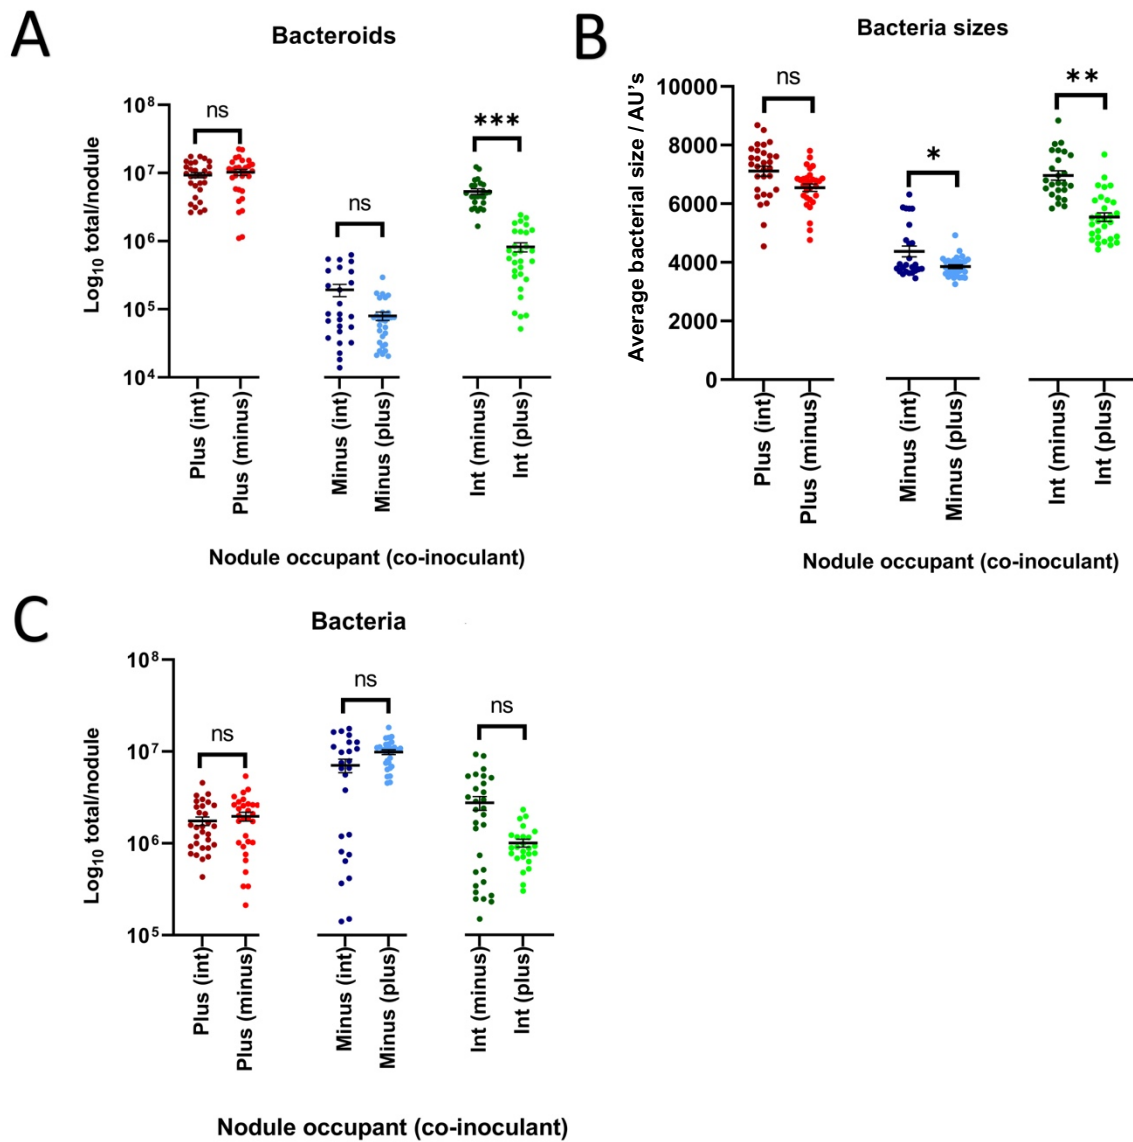 A
Bacteroids
Log₁₀ total/nodule
10⁸
10⁷
10⁶
10⁵
10⁴
ns
ns
***
Plus (int)
Plus (minus)
Minus (int)
Minus (plus)
Int (minus)
Int (plus)
Nodule occupant (co-inoculant)
B
Bacteria sizes
Average bacterial size / AU's
10000
8000
6000
4000
2000
0
ns
*
**
Plus (int)
Plus (minus)
Minus (int)
Minus (plus)
Int (minus)
Int (plus)
Nodule occupant (co-inoculant)
C
Bacteria
Log₁₀ total/nodule
10⁸
10⁷
10⁶
10⁵
ns
ns
ns
Plus (int)
Plus (minus)
Minus (int)
Minus (plus)
Int (minus)
Int (plus)
Nodule occupant (co-inoculant)